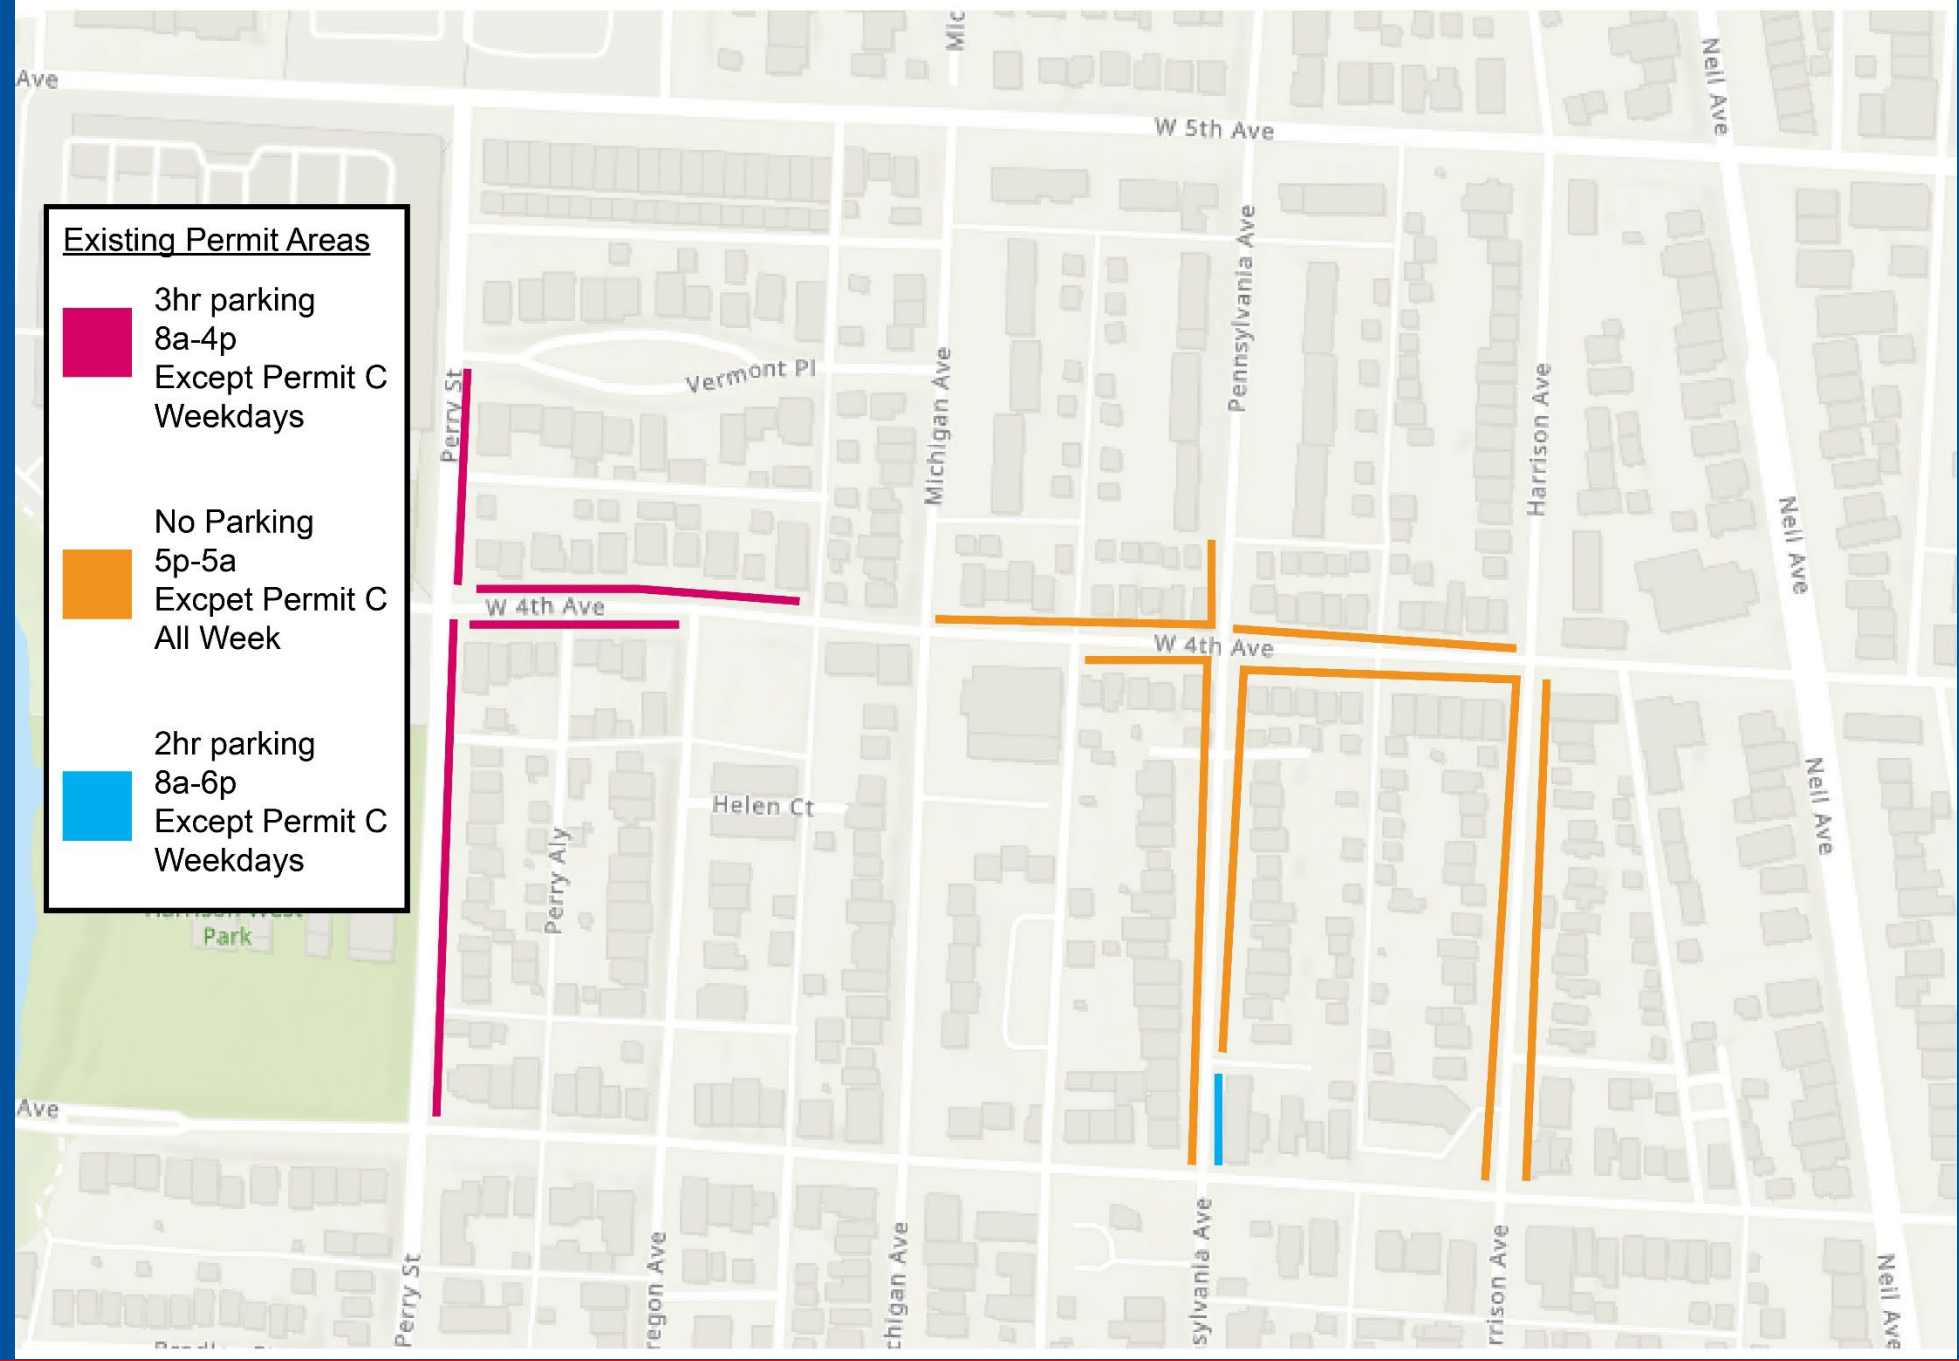 Existing Permit Areas
3hr parking
8a-4p
Except Permit C
Weekdays
No Parking
5p-5a
Excpet Permit C
All Week
2hr parking
8a-6p
Except Permit C
Weekdays
Ave
Mic
Neil Ave
W 5th Ave
Pennsylvania Ave
Vermont Pl
Perry St
Michigan Ave
Harrison Ave
Neil Ave
W 4th Ave
W 4th Ave
Helen Ct
Neil Ave
Perry Aly
Park
Ave
Perry St
regon Ave
chigan Ave
sylvania Ave
rrison Ave
Neil Ave